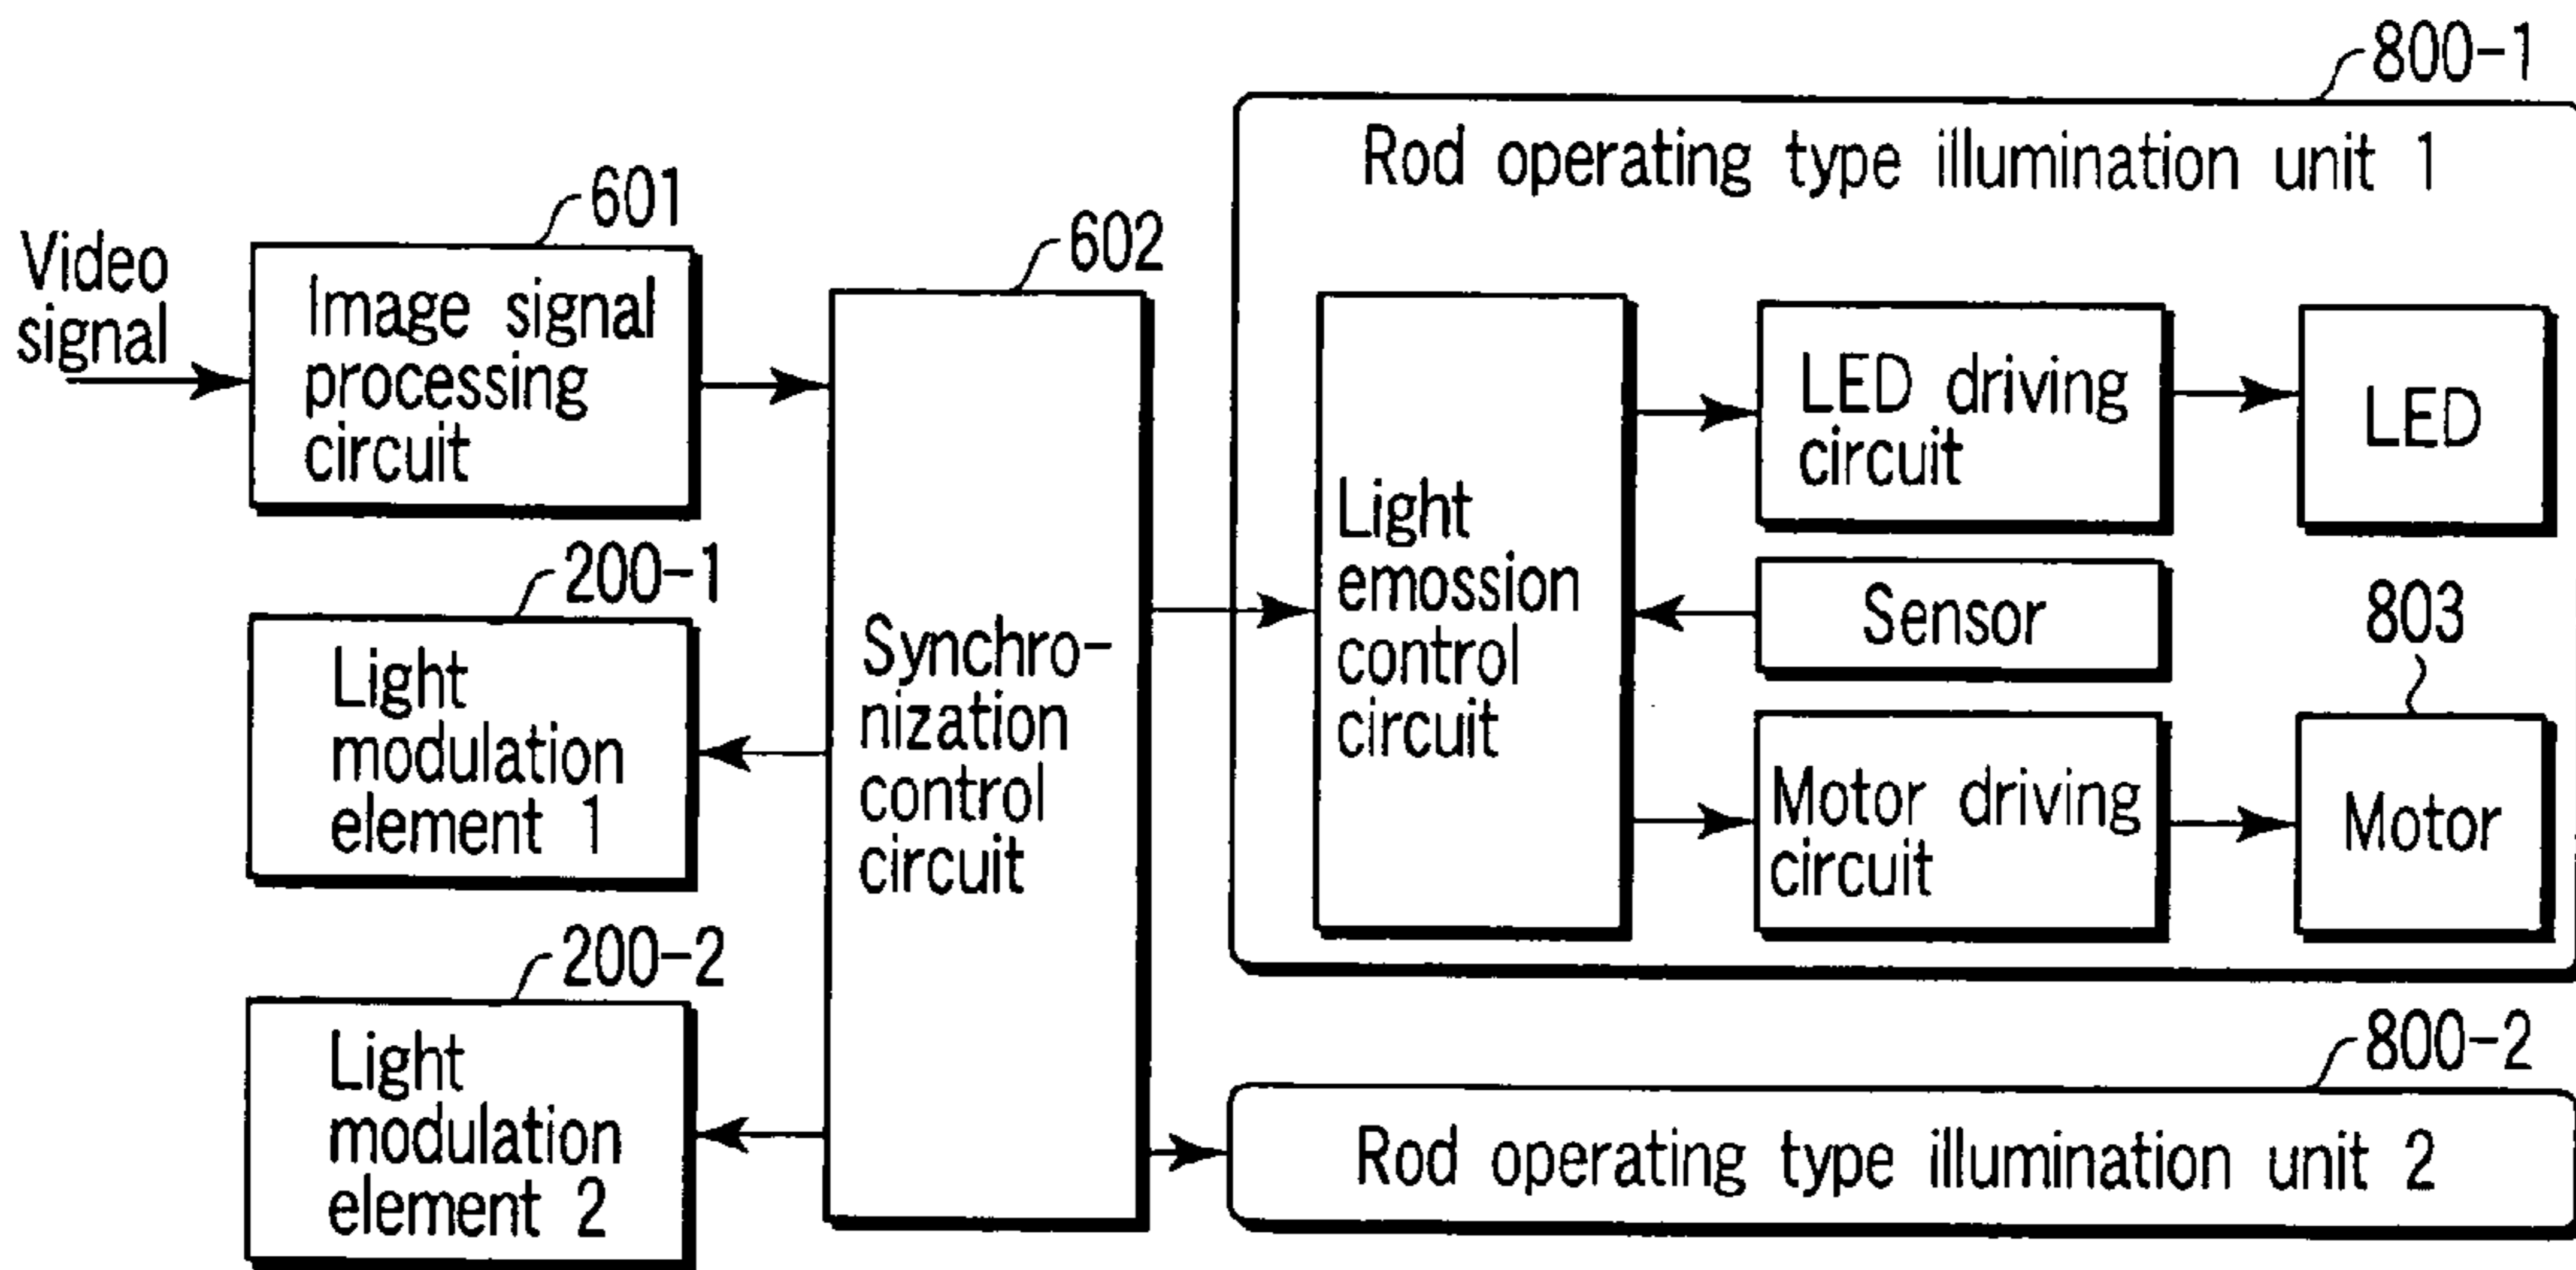 800-1
Rod operating type illumination unit 1
601
Video
signal
Image signal
processing
circuit
602
Synchro-
nization
control
circuit
200-1
Light
modulation
element 1
200-2
Light
modulation
element 2
Light
emossion
control
circuit
LED driving
circuit
LED
Sensor
803
Motor driving
circuit
Motor
800-2
Rod operating type illumination unit 2